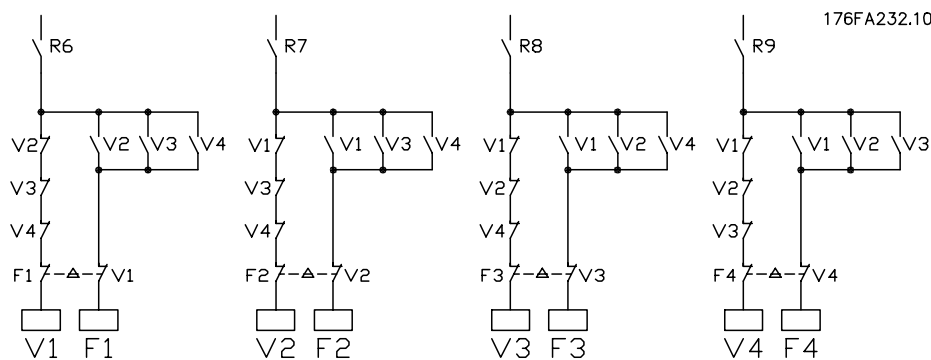 176FA232.10
R6 R7 R8 R9
V2 V2 V3 V4 V1 V1 V3 V4 V1 V1 V2 V4 V1 V1 V2 V3
V3 V3 V2 V2
V4 V4 V4 V3
F1 V1 F2 V2 F3 V3 F4 V4
V1 F1 V2 F2 V3 F3 V4 F4